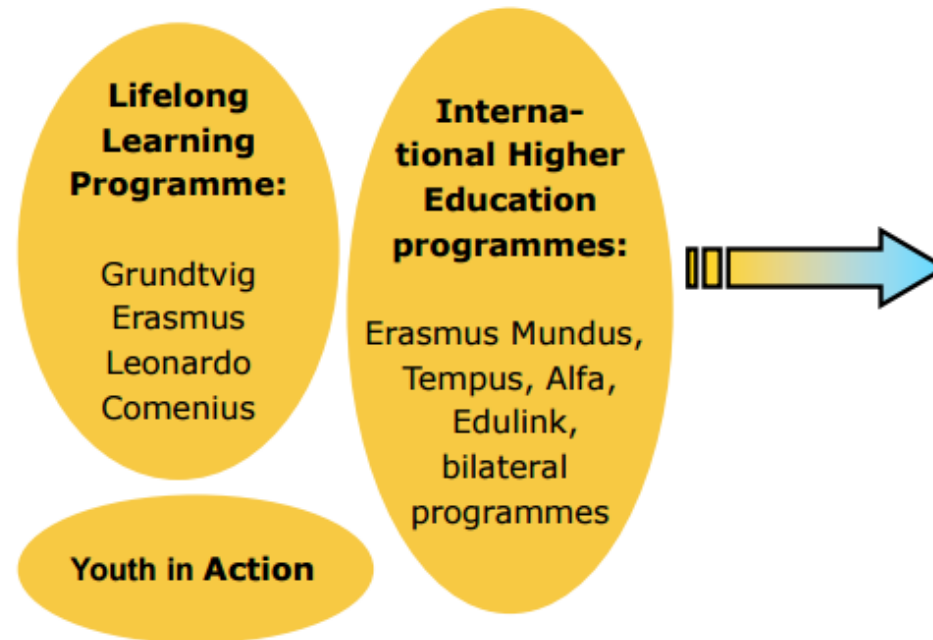 Lifelong
Learning
Programme:
Grundtvig
Erasmus
Leonardo
Comenius
Interna-
tional Higher
Education
programmes:
Erasmus Mundus,
Tempus, Alfa,
Edulink,
bilateral
programmes
Youth in Action